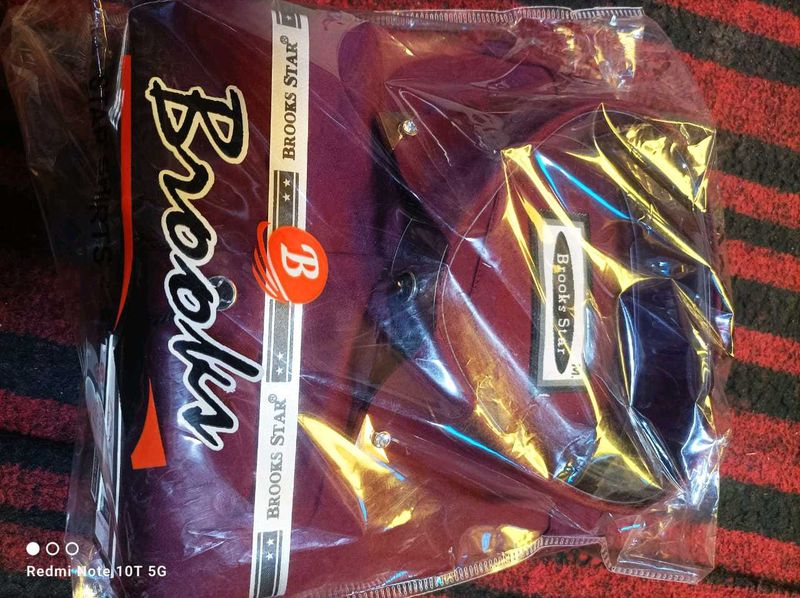 Brooks
BROOKS STAR®
B
BROOKS STAR®
Brooks Star
M
Redmi Note 10T 5G